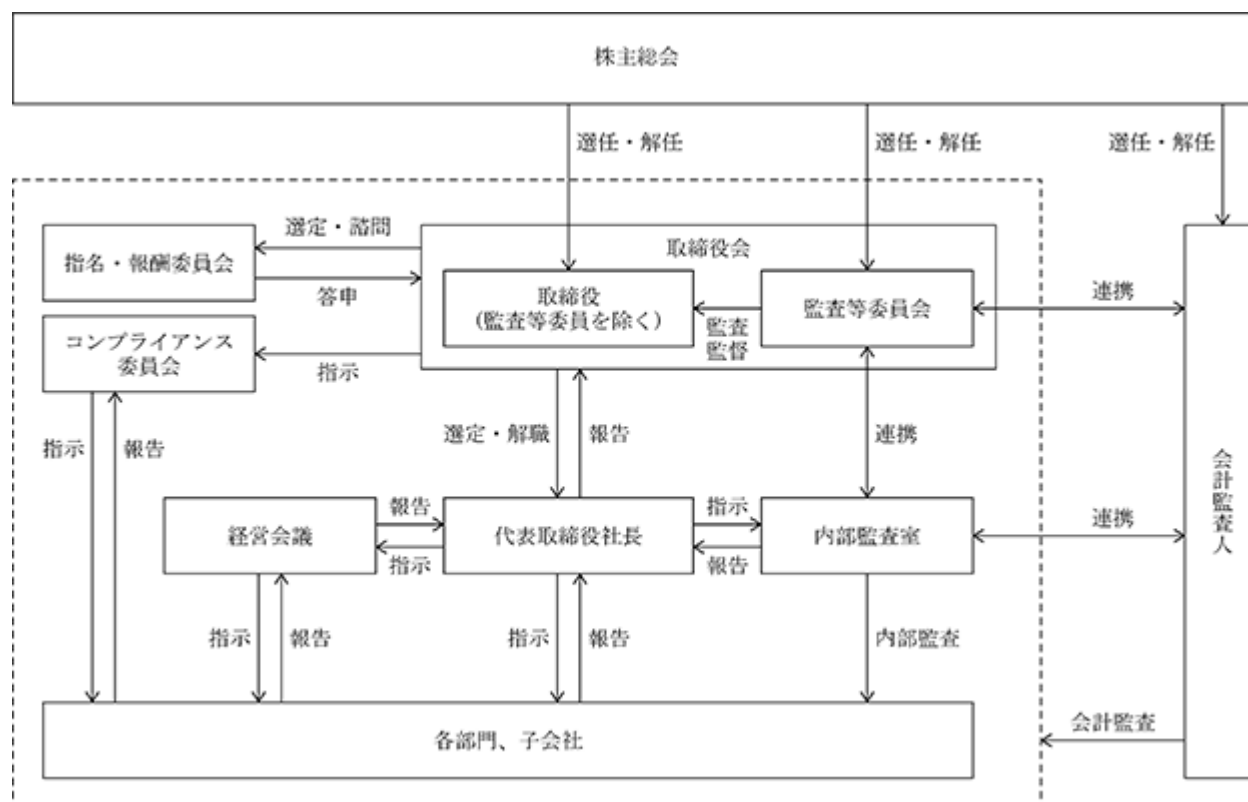 株主総会
選任・解任
選任・解任
選任・解任
選定・諮問
取締役会
指名・報酬委員会
答申
取締役
(監査等委員を除く)
監査
監督
監査等委員会
連携
コンプライアンス
委員会
指示
指示
報告
選定・解職
報告
連携
会計監査人
経営会議
報告
指示
代表取締役社長
指示
報告
内部監査室
連携
指示
報告
指示
報告
内部監査
各部門、子会社
会計監査